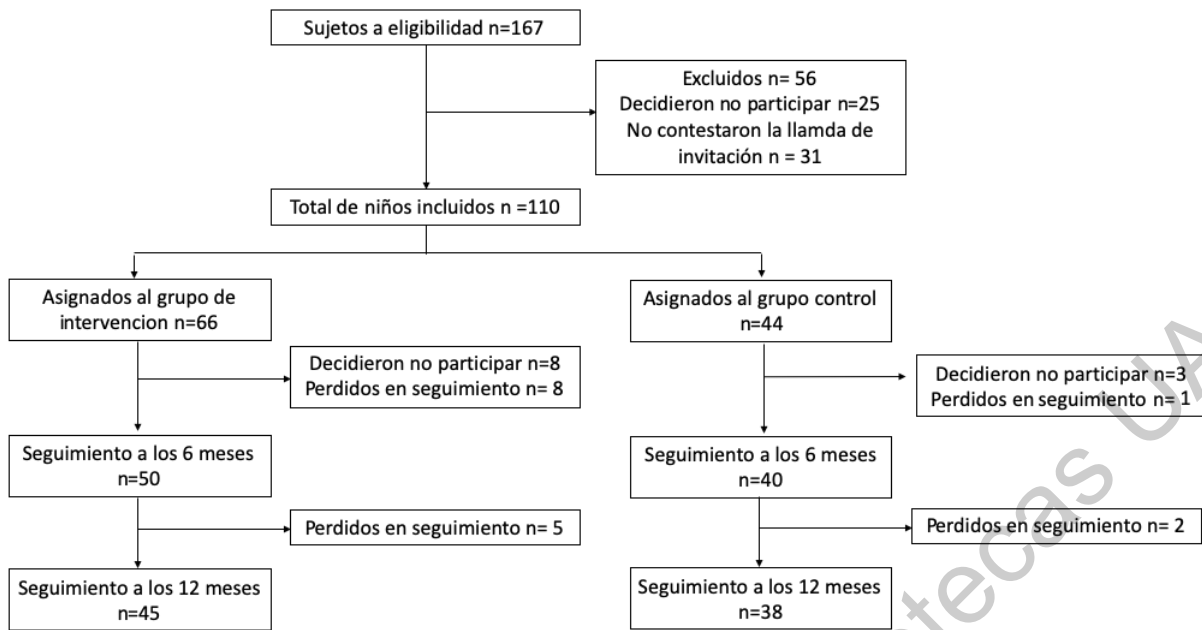 Sujetos a eligibilidad n=167
Excluidos n= 56
Decidieron no participar n=25
No contestaron la llamda de
invitación n = 31
Total de niños incluidos n =110
Asignados al grupo de
intervencion n=66
Asignados al grupo control
n=44
Decidieron no participar n=8
Perdidos en seguimiento n= 8
Decidieron no participar n=3
Perdidos en seguimiento n= 1
Seguimiento a los 6 meses
n=50
Seguimiento a los 6 meses
n=40
Perdidos en seguimiento n= 5
Perdidos en seguimiento n= 2
Seguimiento a los 12 meses
n=45
Seguimiento a los 12 meses
n=38